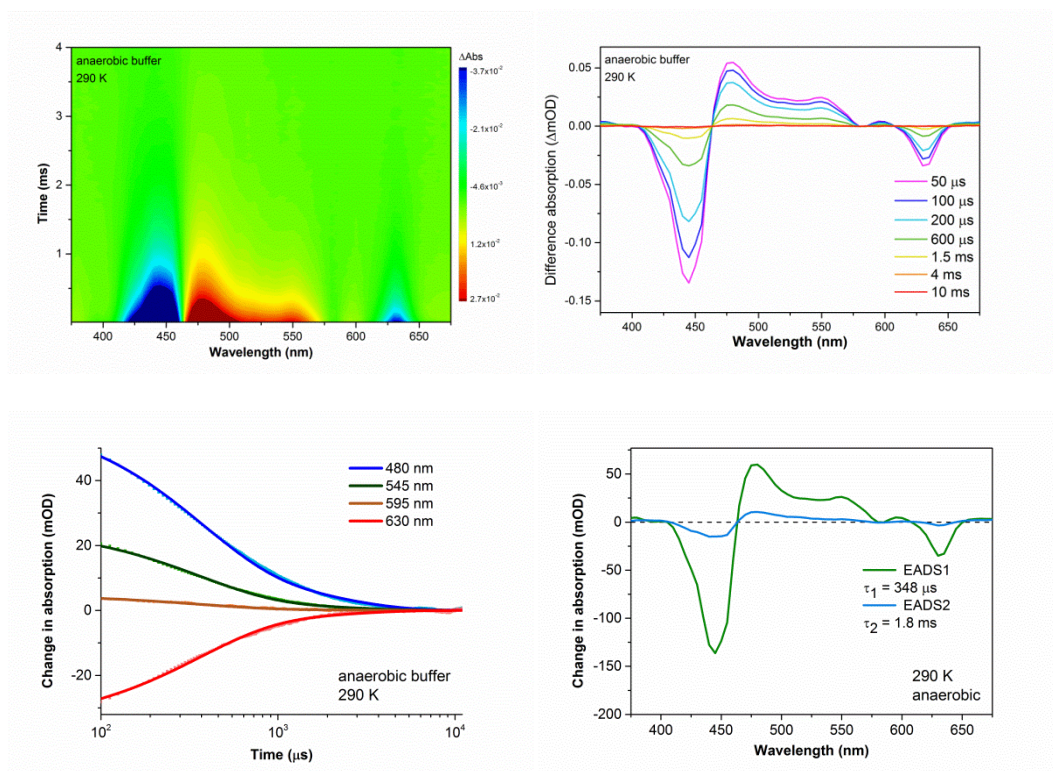 4
3
2
1
Time (ms)
anaerobic buffer
290 K
400 450 500 550 600 650
Wavelength (nm)
ΔAbs
-3.7x10⁻²
-2.1x10⁻²
-4.6x10⁻³
1.2x10⁻²
2.7x10⁻²
0.05
0.00
-0.05
-0.10
-0.15
Difference absorption (ΔmOD)
anaerobic buffer
290 K
50 μs
100 μs
200 μs
600 μs
1.5 ms
4 ms
10 ms
400 450 500 550 600 650
Wavelength (nm)
40
20
0
-20
Change in absorption (mOD)
480 nm
545 nm
595 nm
630 nm
anaerobic buffer
290 K
10² 10³ 10⁴
Time (μs)
50
0
-50
-100
-150
-200
Change in absorption (mOD)
EADS1
τ₁ = 348 μs
EADS2
τ₂ = 1.8 ms
290 K
anaerobic
400 450 500 550 600 650
Wavelength (nm)